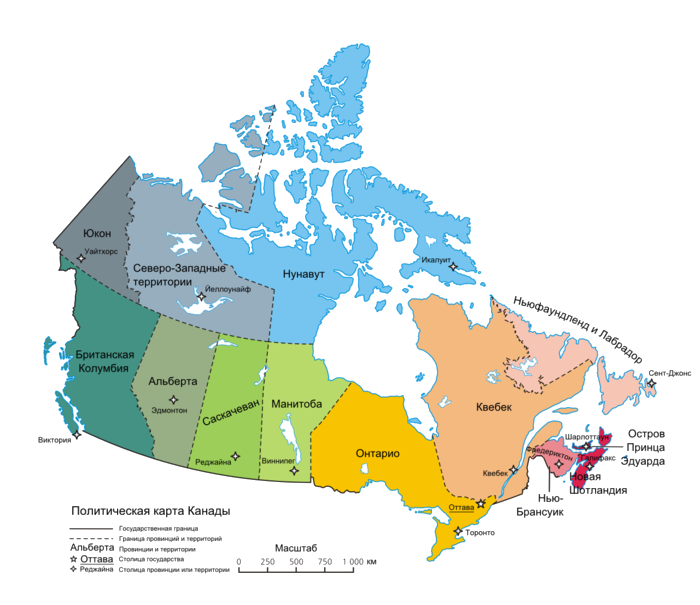 Юкон
Уайтхорс
Северо-Западные
территории
Йеллоунайф
Нунавут
Икалуит
Ньюфаундленд и Лабрадор
Сент-Джонс
Британская
Колумбия
Виктория
Альберта
Эдмонтон
Саскачеван
Реджайна
Манитоба
Виннипег
Онтарио
Оттава
Торонто
Квебек
Квебек
Шарлоттаун
Остров
Принца
Эдуарда
Фредериктон
Галифакс
Новая
Шотландия
Нью-
Брансуик
Политическая карта Канады
Государственная граница
Граница провинций и территорий
Альберта Провинции и территории
Оттава Столица государства
Реджайна Столица провинции или территории
Масштаб
0 250 500 750 1 000 км